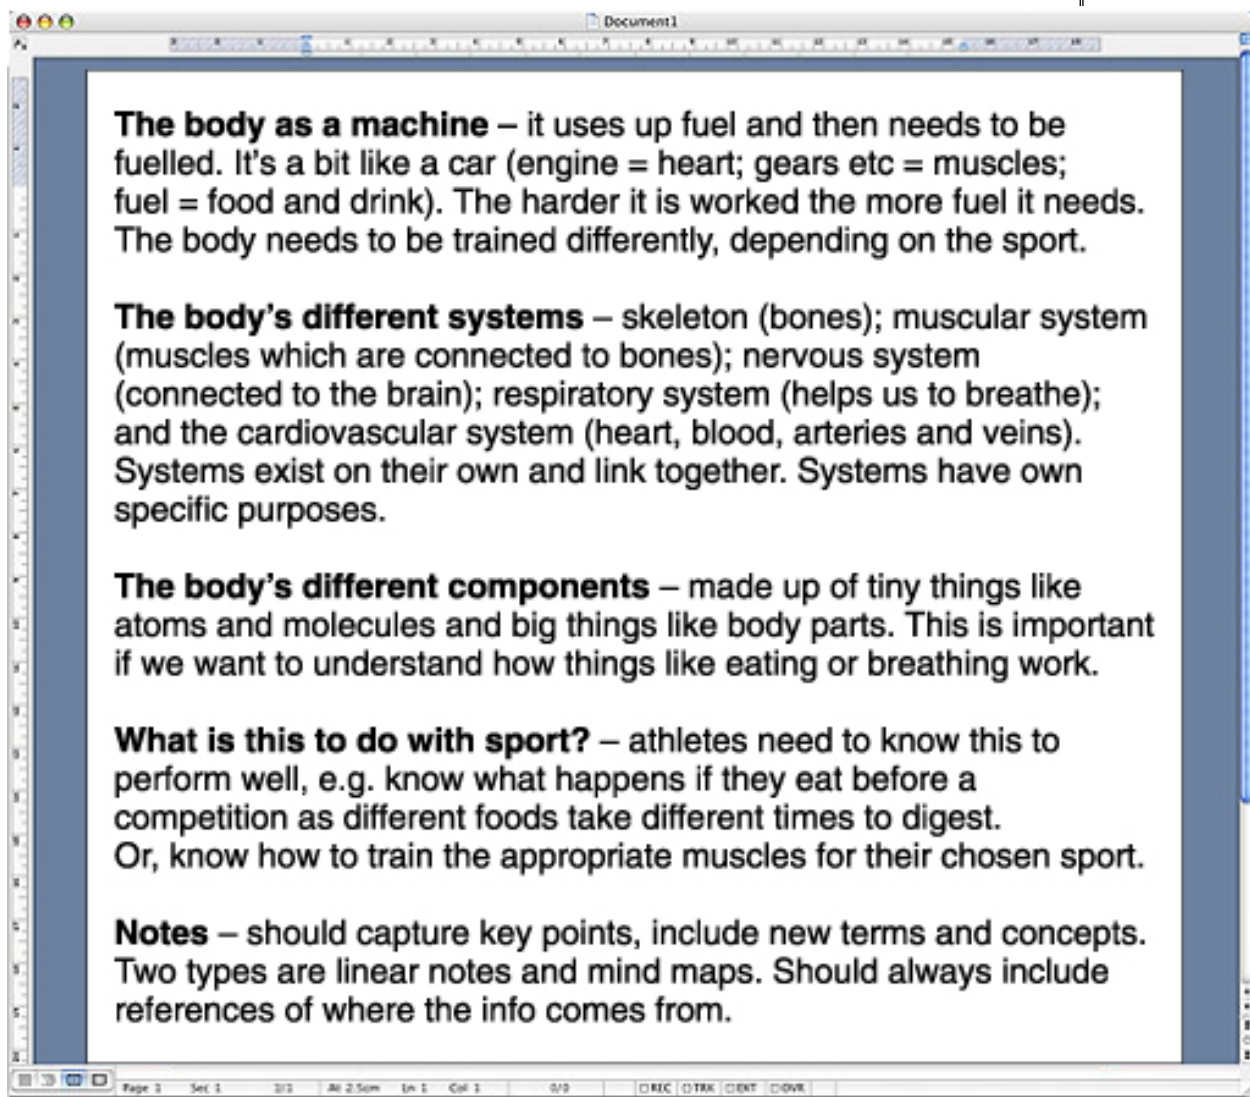 Document1
The body as a machine – it uses up fuel and then needs to be
fuelled. It's a bit like a car (engine = heart; gears etc = muscles;
fuel = food and drink). The harder it is worked the more fuel it needs.
The body needs to be trained differently, depending on the sport.
The body's different systems – skeleton (bones); muscular system
(muscles which are connected to bones); nervous system
(connected to the brain); respiratory system (helps us to breathe);
and the cardiovascular system (heart, blood, arteries and veins).
Systems exist on their own and link together. Systems have own
specific purposes.
The body's different components – made up of tiny things like
atoms and molecules and big things like body parts. This is important
if we want to understand how things like eating or breathing work.
What is this to do with sport? – athletes need to know this to
perform well, e.g. know what happens if they eat before a
competition as different foods take different times to digest.
Or, know how to train the appropriate muscles for their chosen sport.
Notes – should capture key points, include new terms and concepts.
Two types are linear notes and mind maps. Should always include
references of where the info comes from.
Page 1 Sec 1 1/1 At 2.5cm Ln 1 Col 1 0/0 REC TRK EXT OVR